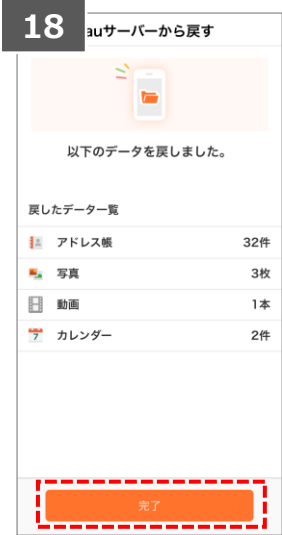 18
auサーバーから戻す
以下のデータを戻しました。
戻したデータ一覧
アドレス帳 32件
写真 3枚
動画 1本
7 カレンダー 2件
完了